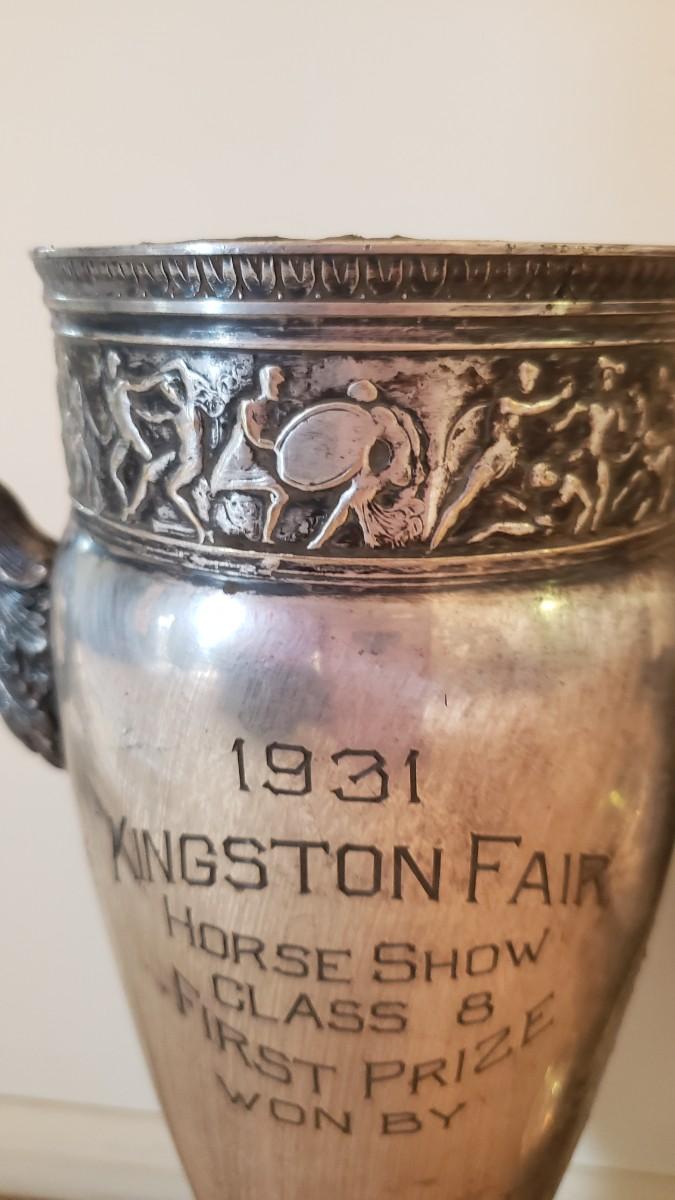 1931
KINGSTON FAIR
HORSE SHOW
CLASS 8
FIRST PRIZE
WON BY